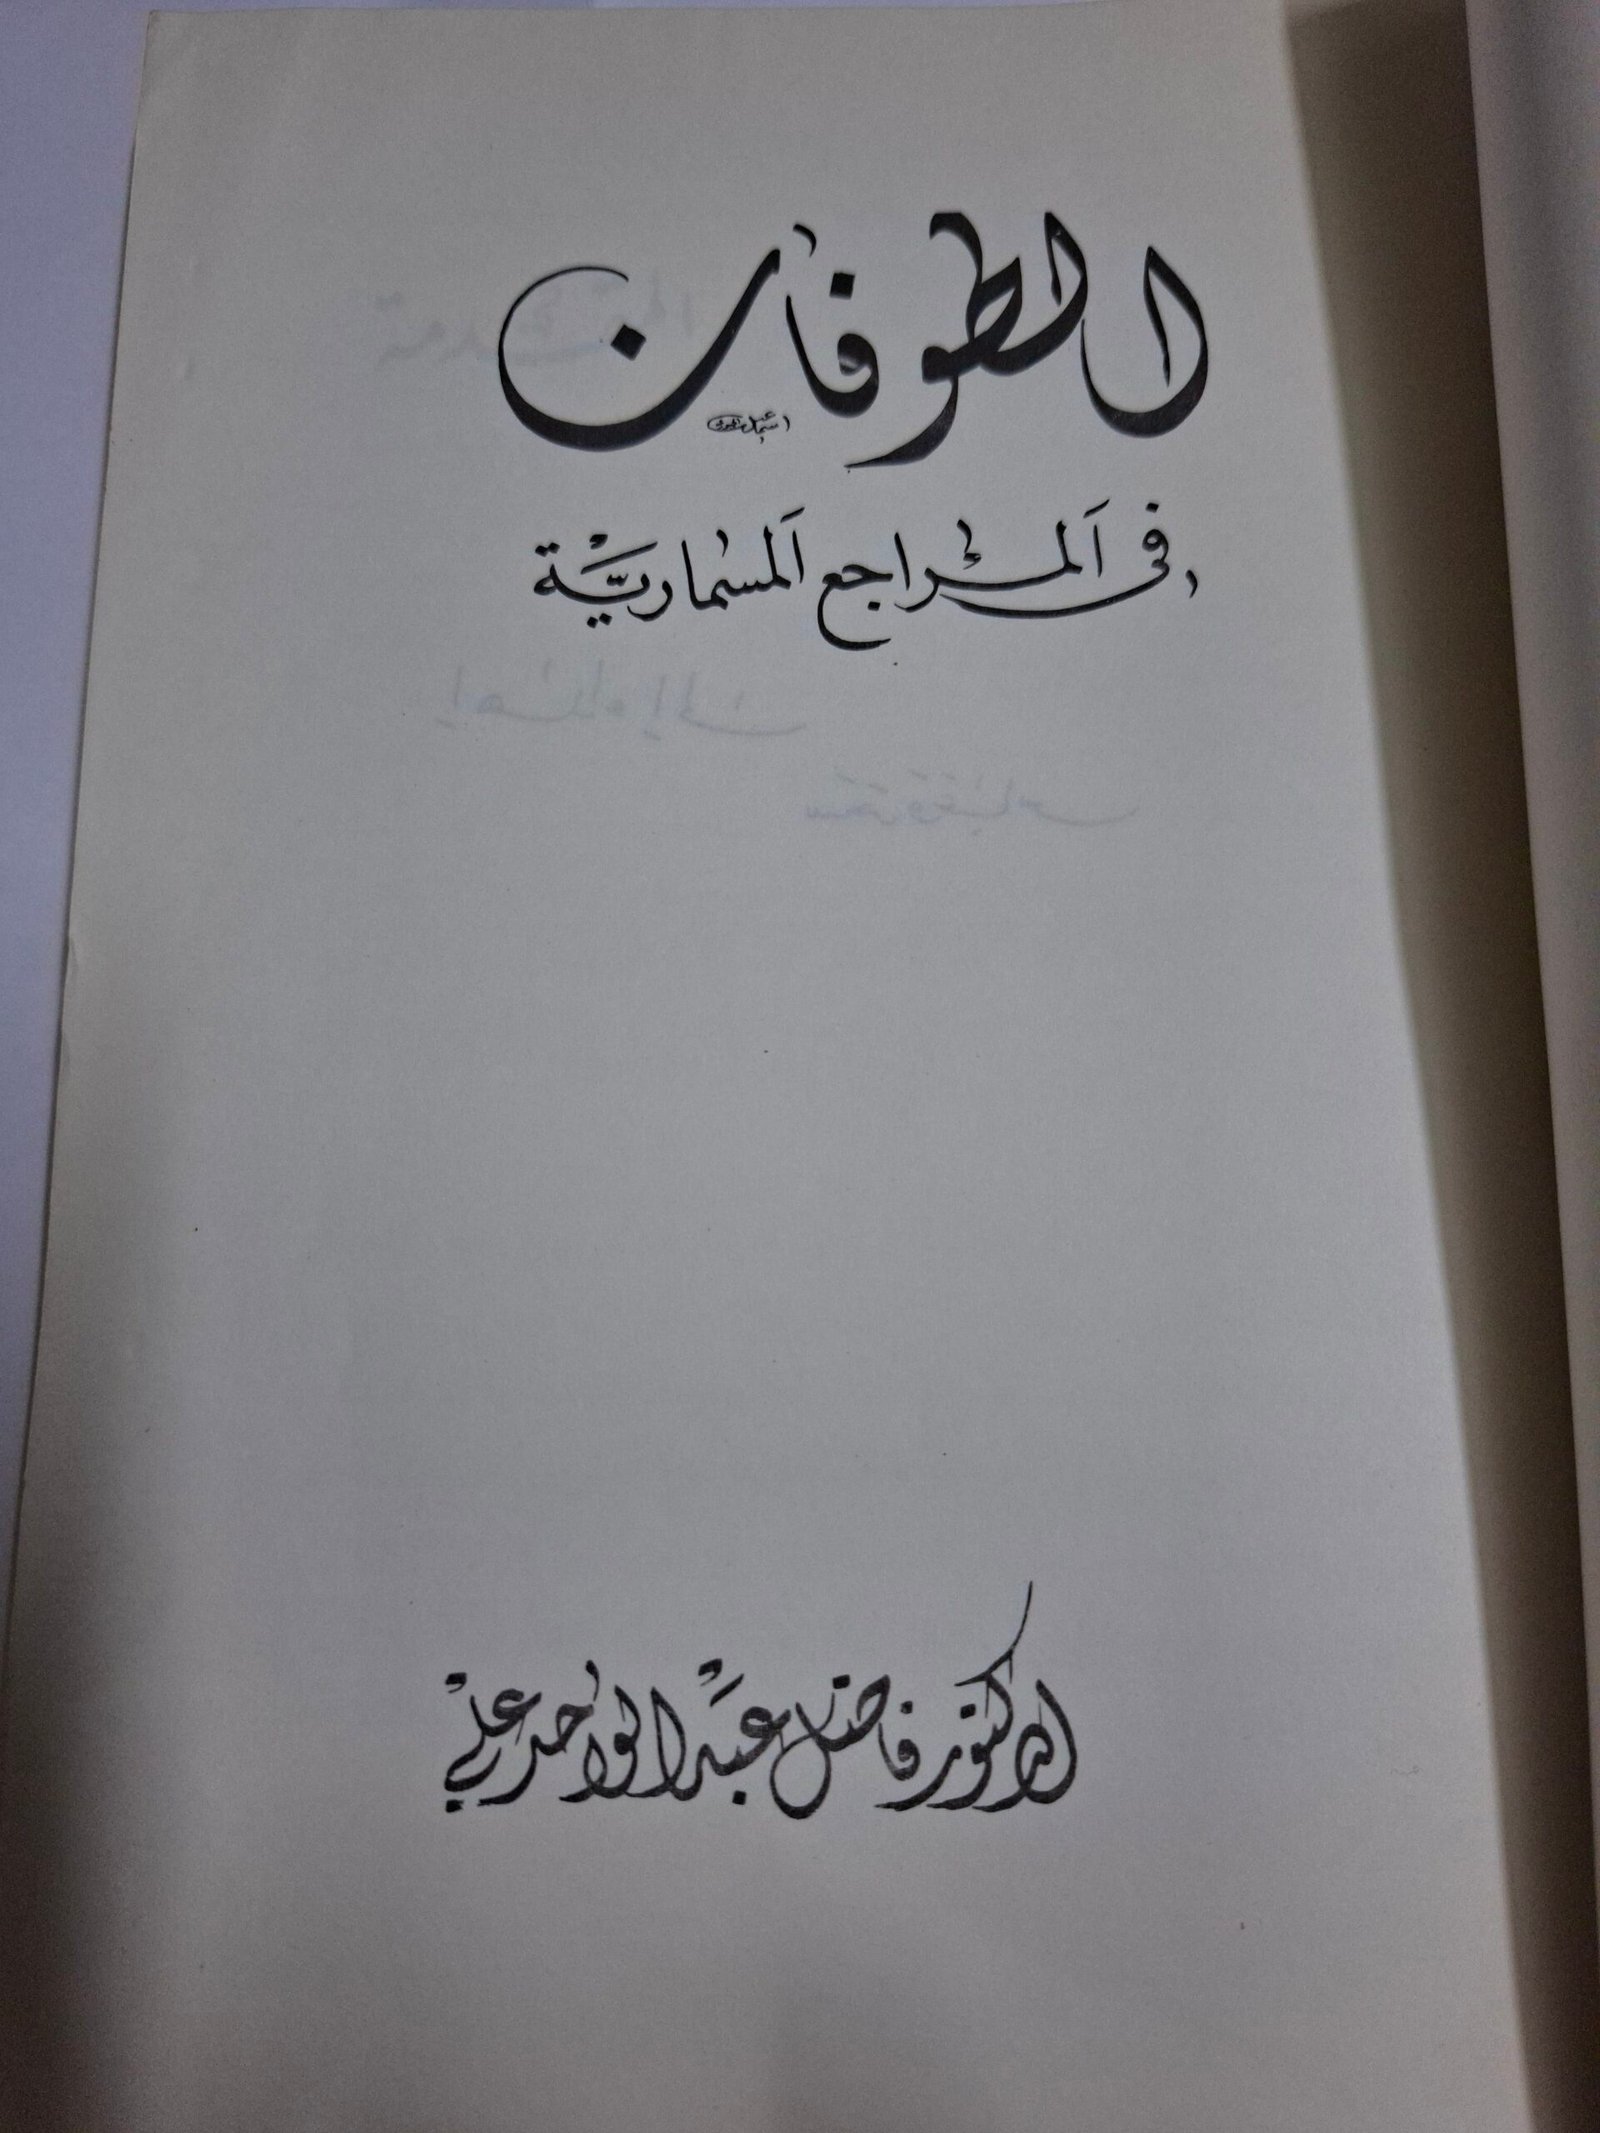 الطوفان
في المراجع المسمارية
الدكتور فاضل عبد الواحد علي